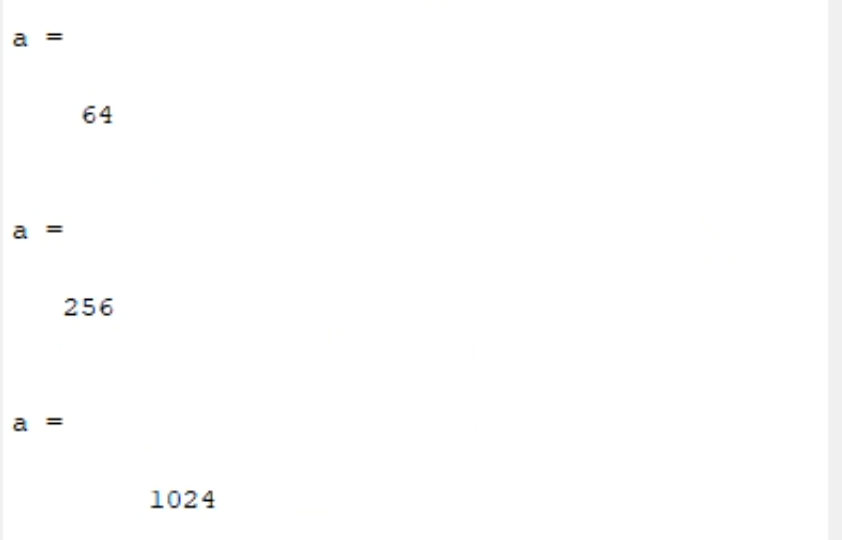 a =
64
a =
256
a =
1024